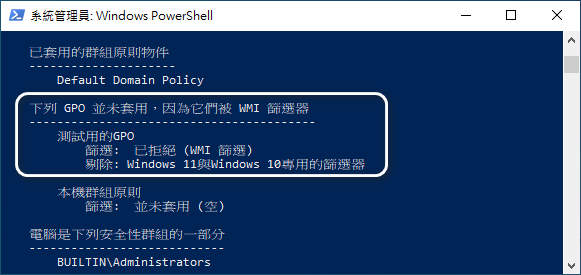 系統管理員: Windows PowerShell
已套用的群組原則物件
---------------------
Default Domain Policy
下列 GPO 並未套用，因為它們被 WMI 篩選器
-----------------------------------------
測試用的GPO
篩選:  已拒絕 (WMI 篩選)
剔除: Windows 11與Windows 10專用的篩選器
本機群組原則
篩選:  並未套用 (空)
電腦是下列安全性群組的一部分
----------------------------
BUILTIN\Administrators